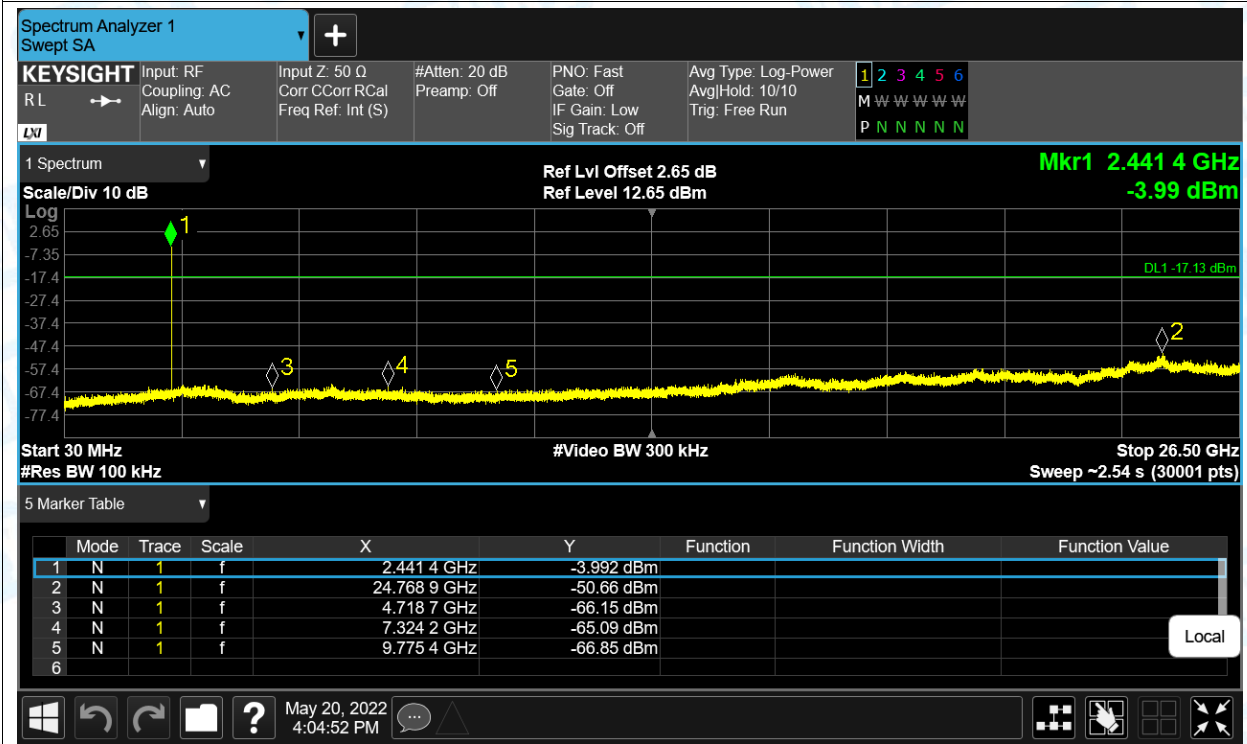 Spectrum Analyzer 1
Swept SA
KEYSIGHT
R L
LXI
Input: RF
Coupling: AC
Align: Auto
Input Z: 50 Ω
Corr CCorr RCal
Freq Ref: Int (S)
#Atten: 20 dB
Preamp: Off
PNO: Fast
Gate: Off
IF Gain: Low
Sig Track: Off
Avg Type: Log-Power
Avg|Hold: 10/10
Trig: Free Run
1 2 3 4 5 6
M W W W W W
P N N N N N
1 Spectrum
Scale/Div 10 dB
Ref Lvl Offset 2.65 dB
Ref Level 12.65 dBm
Mkr1 2.441 4 GHz
-3.99 dBm
Log
2.65
-7.35
-17.4
-27.4
-37.4
-47.4
-57.4
-67.4
-77.4
1
DL1 -17.13 dBm
2
3
4
5
Start 30 MHz
#Video BW 300 kHz
Stop 26.50 GHz
#Res BW 100 kHz
Sweep ~2.54 s (30001 pts)
5 Marker Table
Mode Trace Scale X Y Function Function Width Function Value
1 N 1 f 2.441 4 GHz -3.992 dBm
2 N 1 f 24.768 9 GHz -50.66 dBm
3 N 1 f 4.718 7 GHz -66.15 dBm
4 N 1 f 7.324 2 GHz -65.09 dBm
5 N 1 f 9.775 4 GHz -66.85 dBm
6
Local
?
May 20, 2022
4:04:52 PM